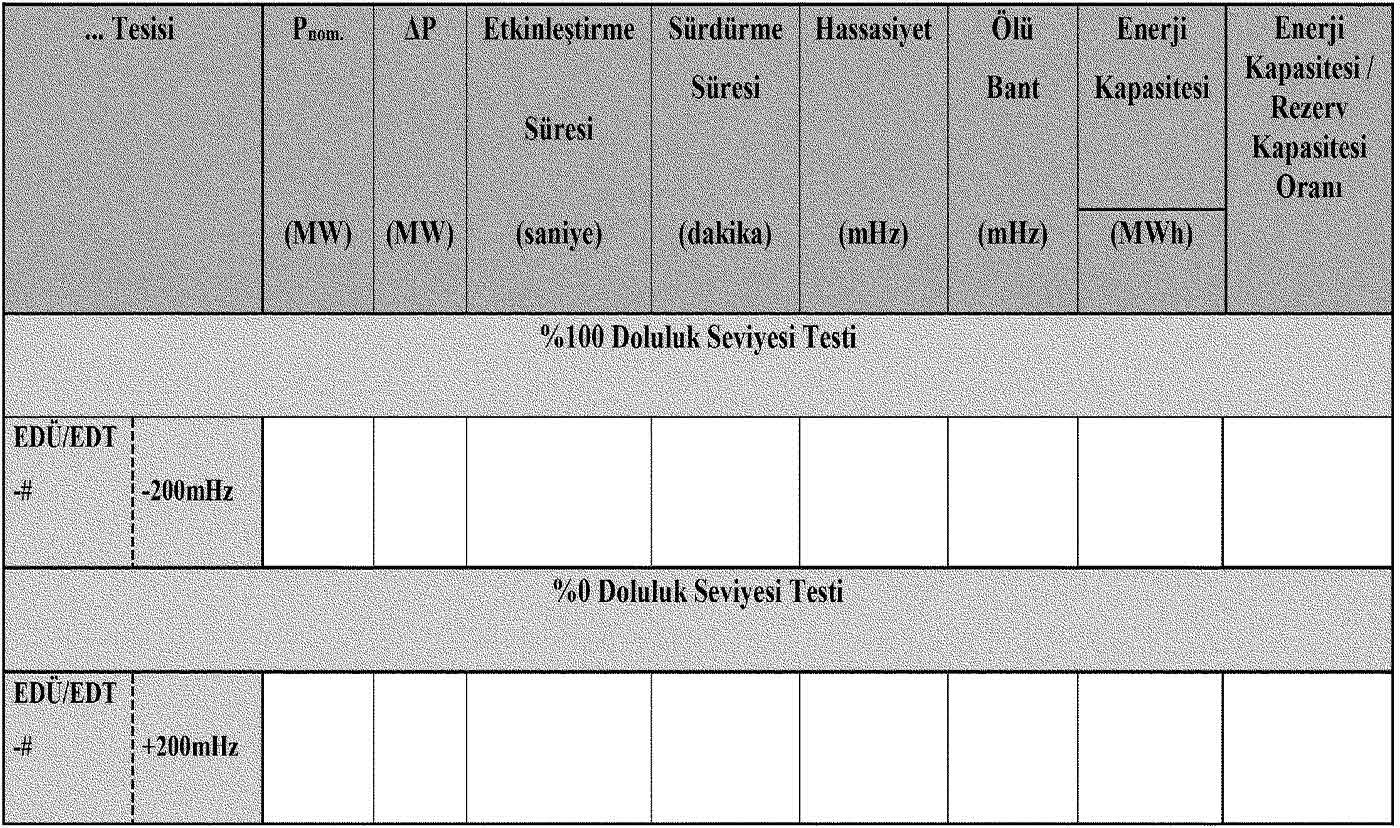 ... Tesisi
Pnom.
(MW)
ΔP
(MW)
Etkinleştirme
Süresi
(saniye)
Sürdürme
Süresi
(dakika)
Hassasiyet
(mHz)
Ölü
Bant
(mHz)
Enerji
Kapasitesi
(MWh)
Enerji
Kapasitesi /
Rezerv
Kapasitesi
Oranı
%100 Doluluk Seviyesi Testi
EDÜ/EDT
-#
-200mHz
%0 Doluluk Seviyesi Testi
EDÜ/EDT
-#
+200mHz